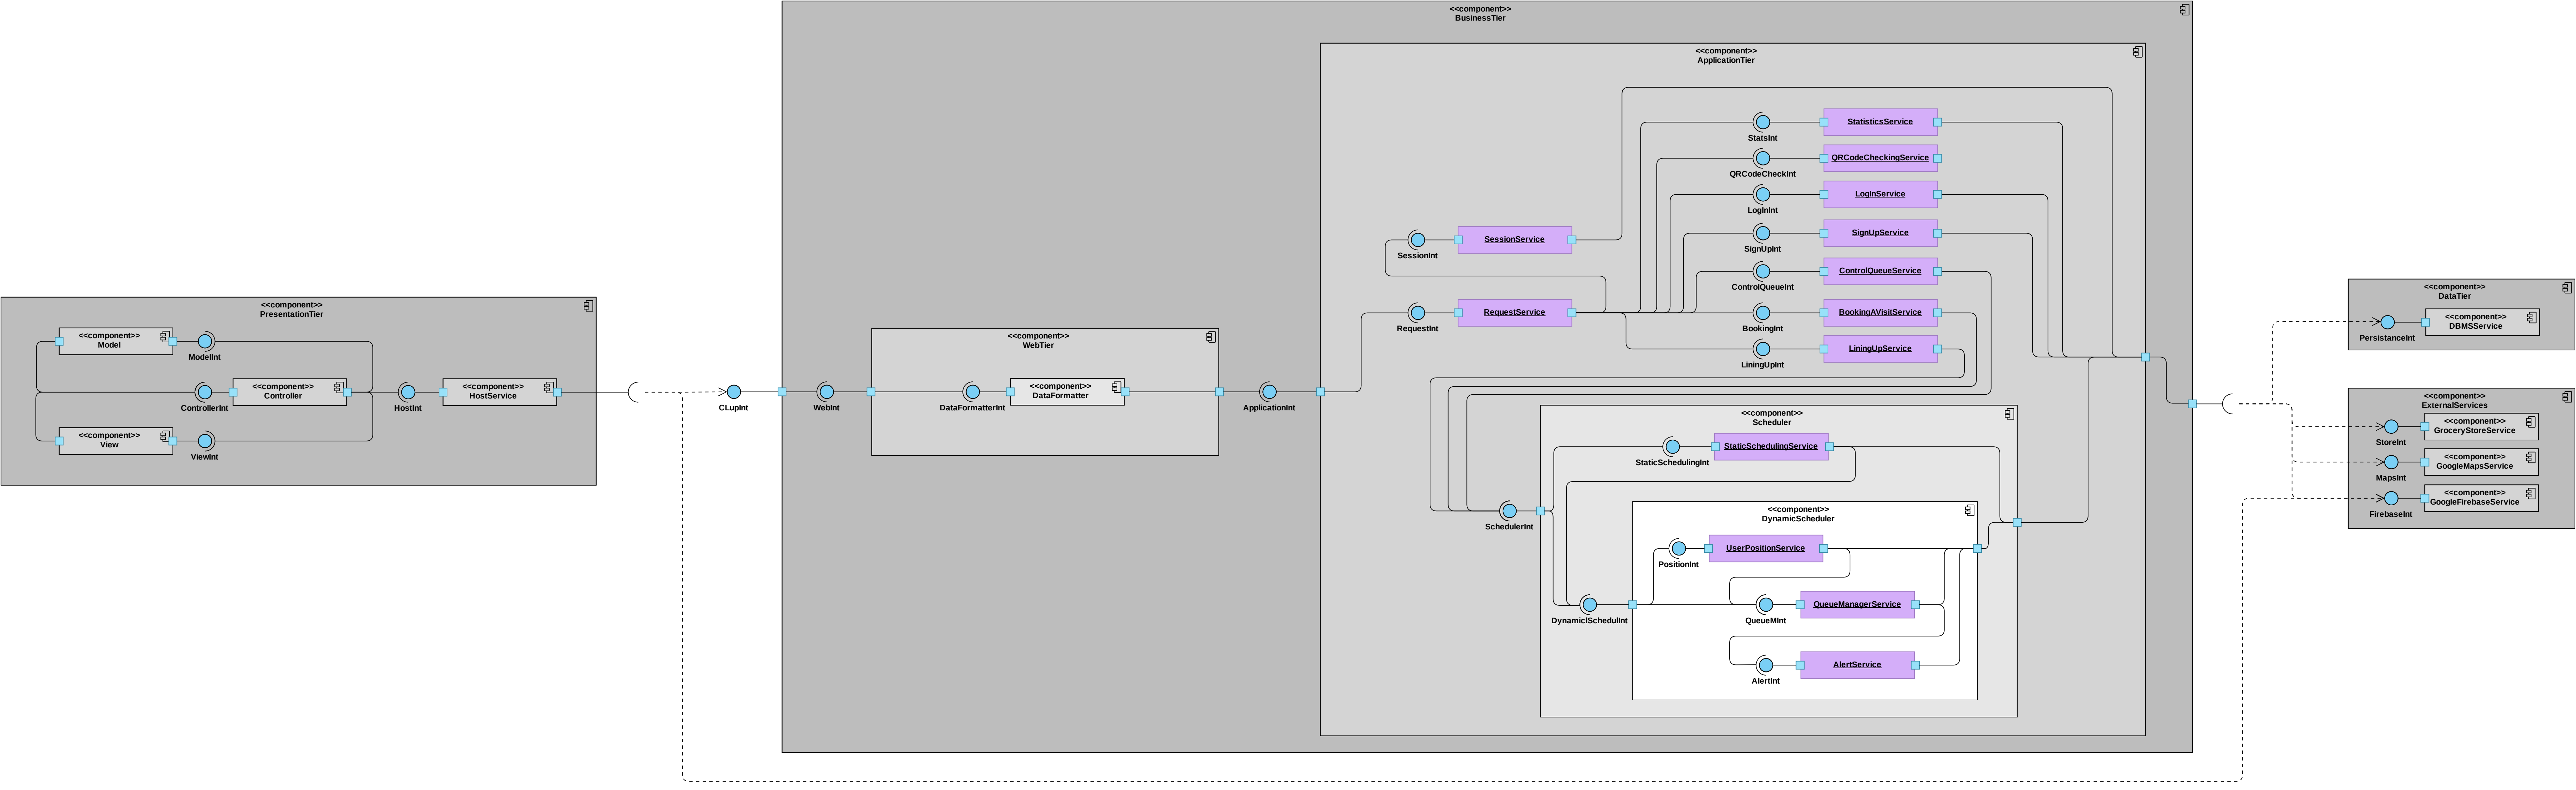 <<component>>
PresentationTier
<<component>>
Model
ModelInt
ControllerInt
<<component>>
Controller
HostInt
<<component>>
HostService
<<component>>
View
ViewInt
CLupInt
<<component>>
BusinessTier
WebInt
<<component>>
WebTier
DataFormatterInt
<<component>>
DataFormatter
ApplicationInt
<<component>>
ApplicationTier
StatsInt
StatisticsService
QRCodeCheckInt
QRCodeCheckingService
LogInInt
LogInService
SessionInt
SessionService
SignUpInt
SignUpService
ControlQueueInt
ControlQueueService
RequestInt
RequestService
BookingInt
BookingAVisitService
LiningUpInt
LiningUpService
SchedulerInt
<<component>>
Scheduler
StaticSchedulingInt
StaticSchedulingService
DynamiclSchedulInt
<<component>>
DynamicScheduler
PositionInt
UserPositionService
QueueMInt
QueueManagerService
AlertInt
AlertService
<<component>>
DataTier
PersistanceInt
<<component>>
DBMSService
<<component>>
ExternalServices
StoreInt
<<component>>
GroceryStoreService
MapsInt
<<component>>
GoogleMapsService
FirebaseInt
<<component>>
GoogleFirebaseService